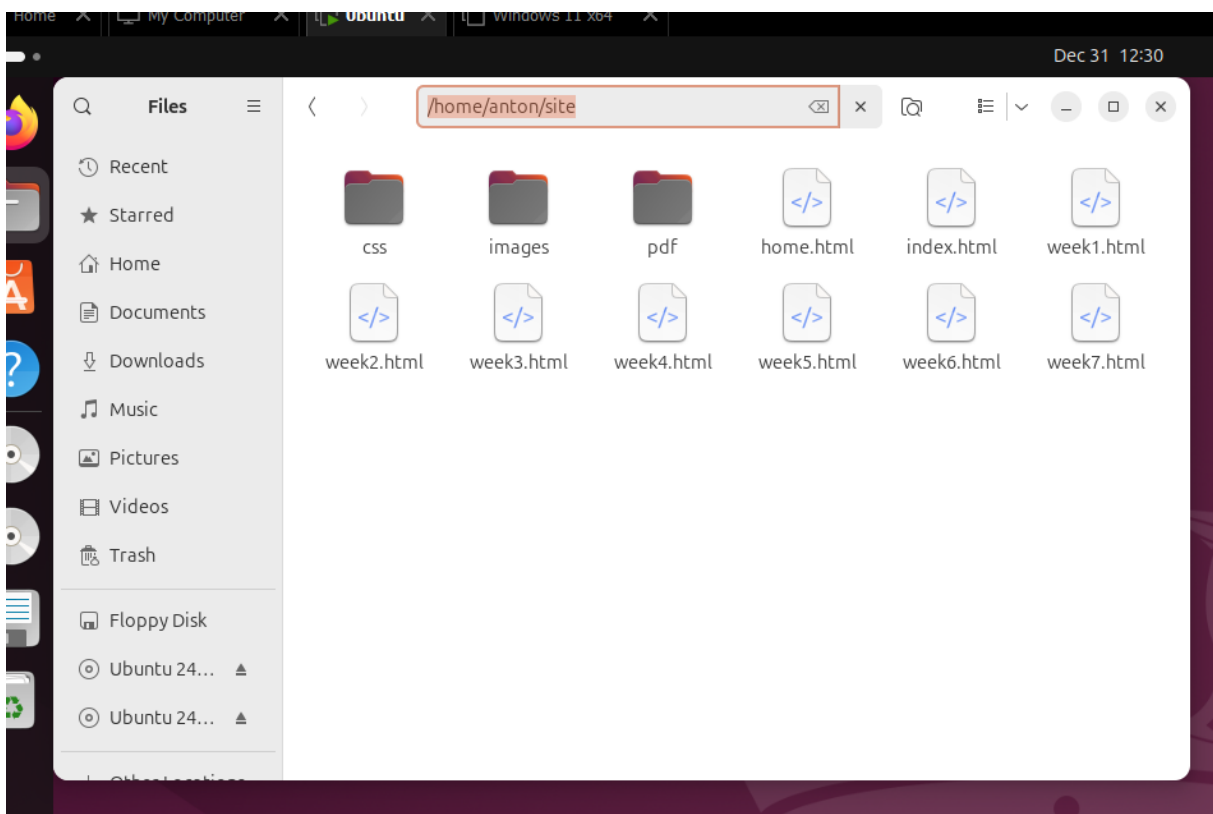 Home My Computer Ubuntu Windows 11 x64
Dec 31 12:30
Files
/home/anton/site
Recent
Starred
Home
Documents
Downloads
Music
Pictures
Videos
Trash
Floppy Disk
Ubuntu 24...
Ubuntu 24...
Other Locations
css images pdf home.html index.html week1.html
week2.html week3.html week4.html week5.html week6.html week7.html